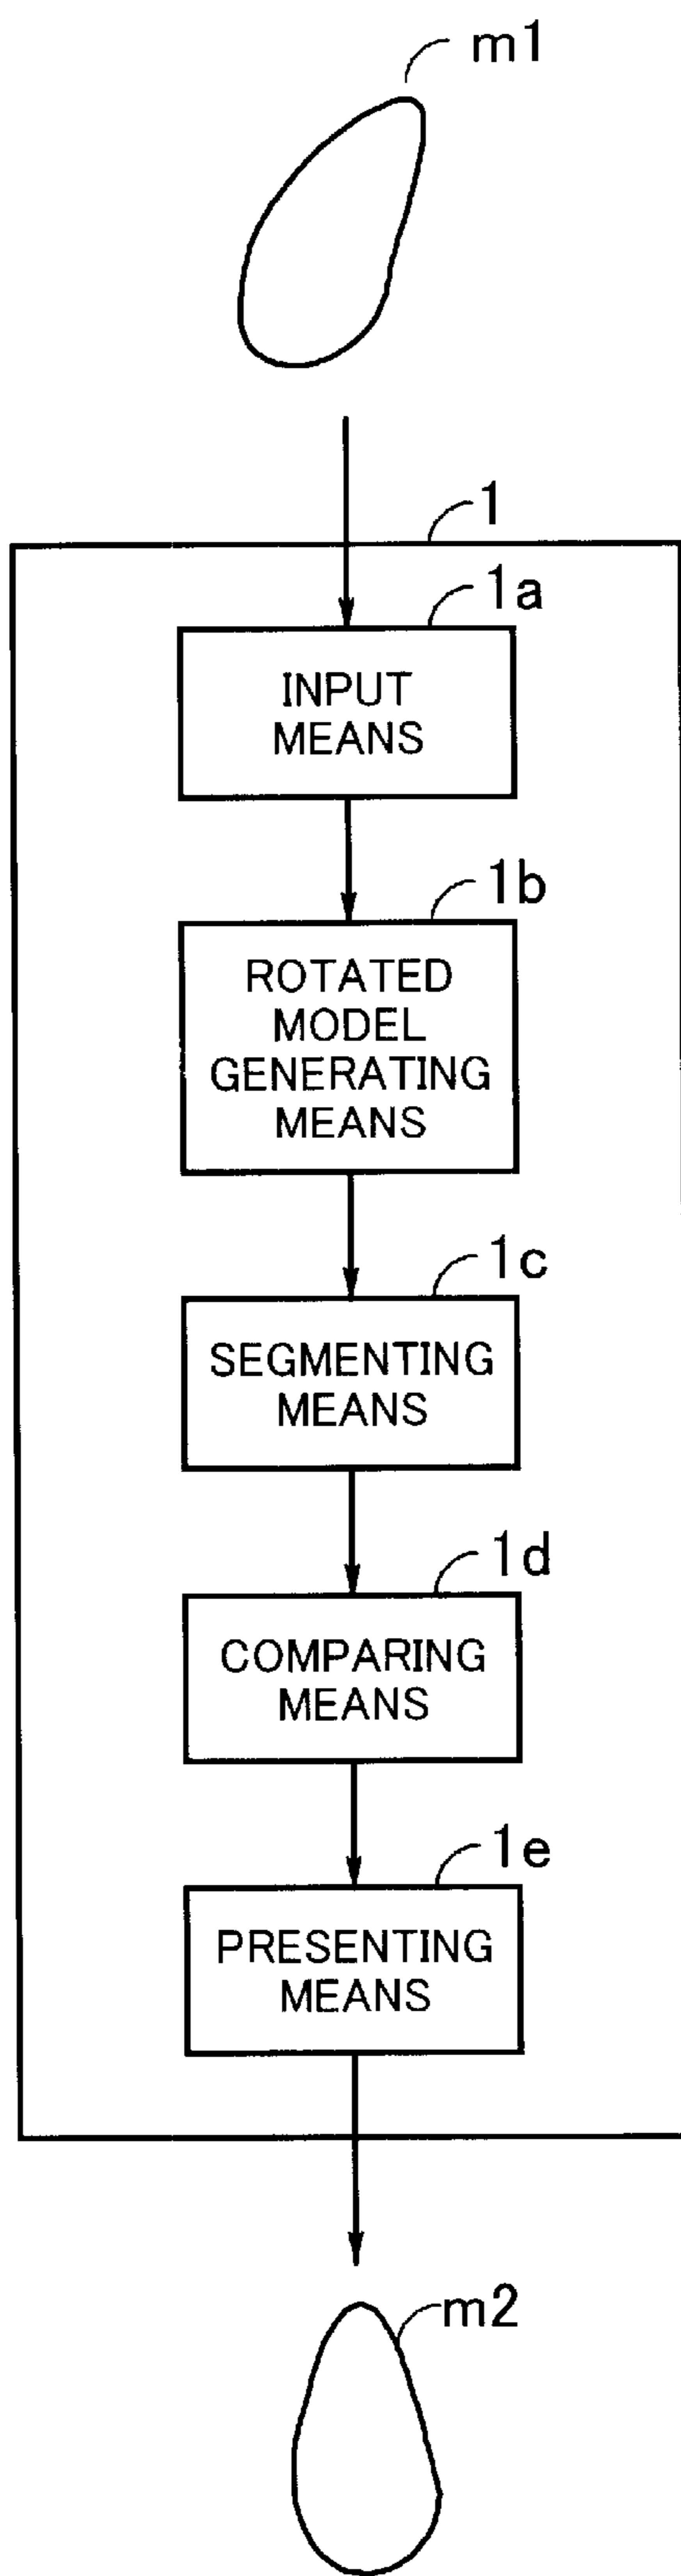 m1
1
1a
INPUT
MEANS
1b
ROTATED
MODEL
GENERATING
MEANS
1c
SEGMENTING
MEANS
1d
COMPARING
MEANS
1e
PRESENTING
MEANS
m2